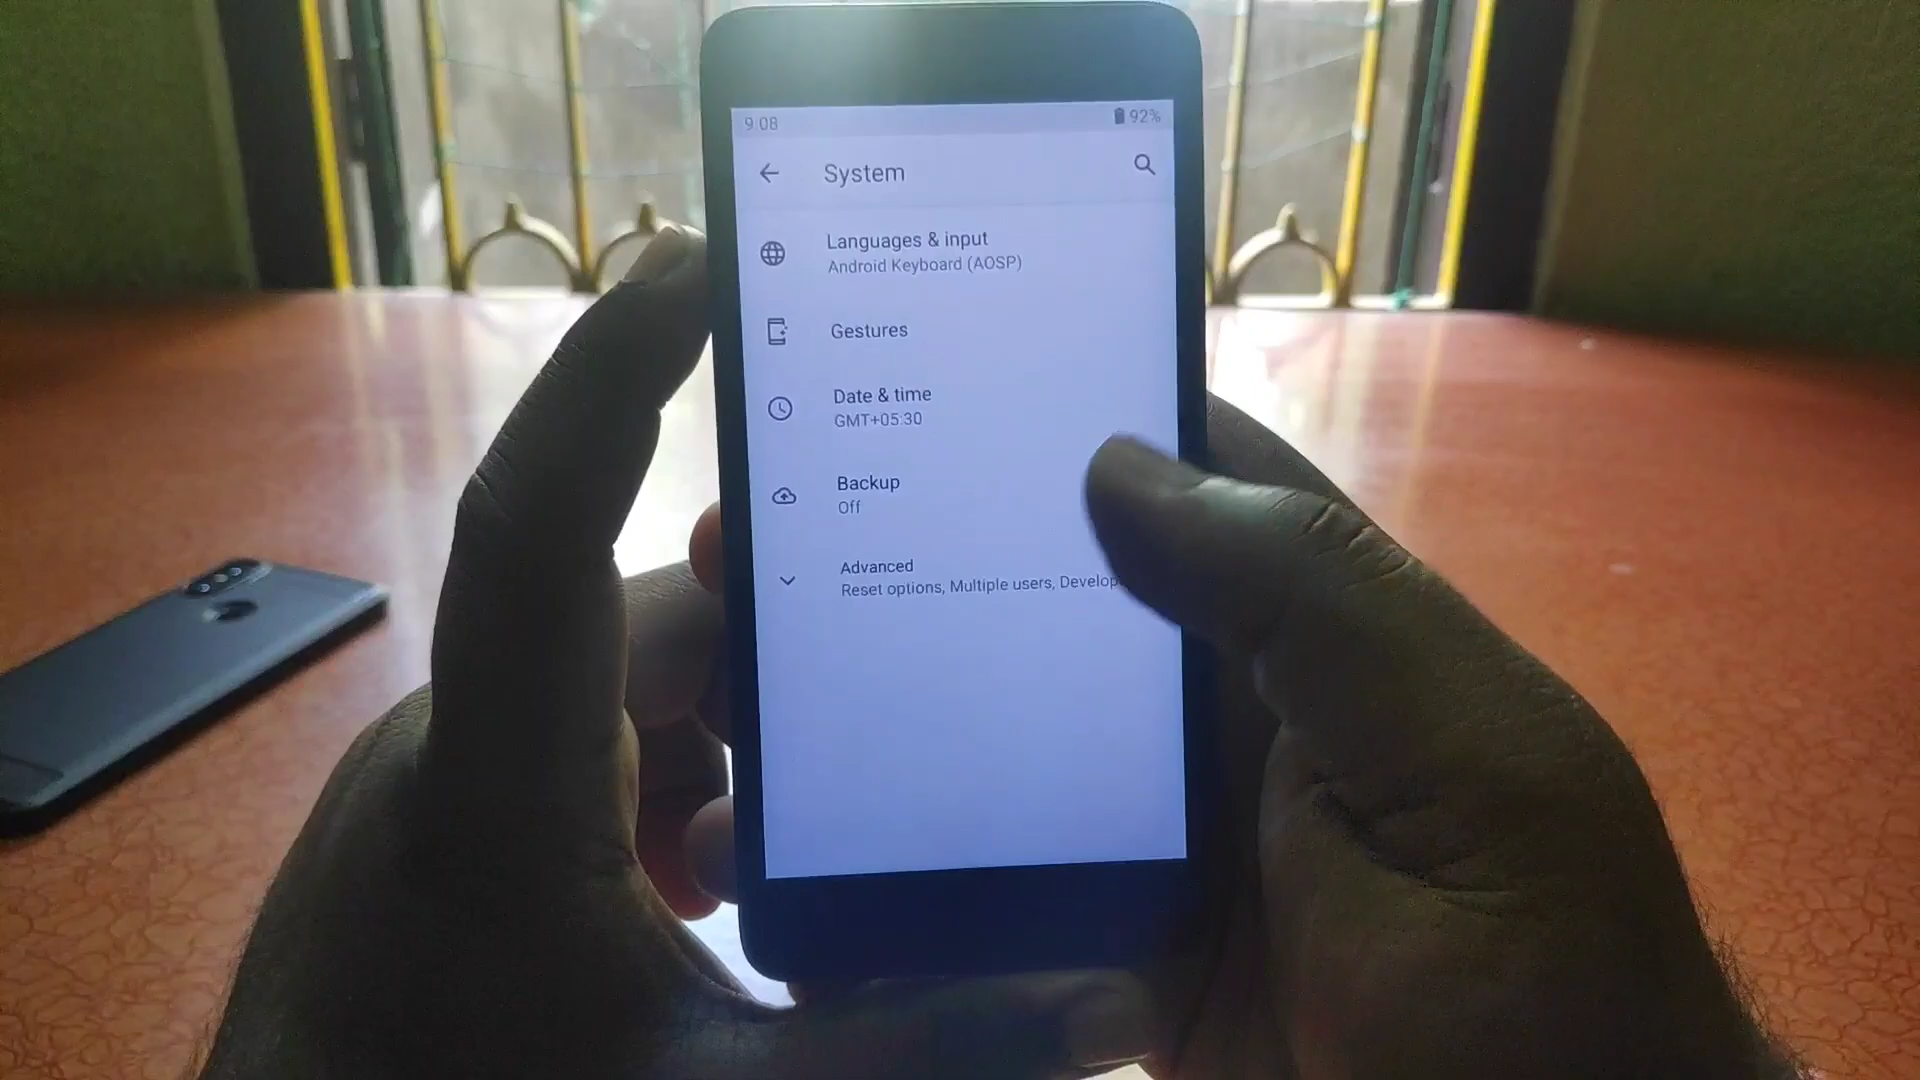 9:08
92%
System
Languages & input
Android Keyboard (AOSP)
Gestures
Date & time
GMT+05:30
Backup
Off
Advanced
Reset options, Multiple users, Develop